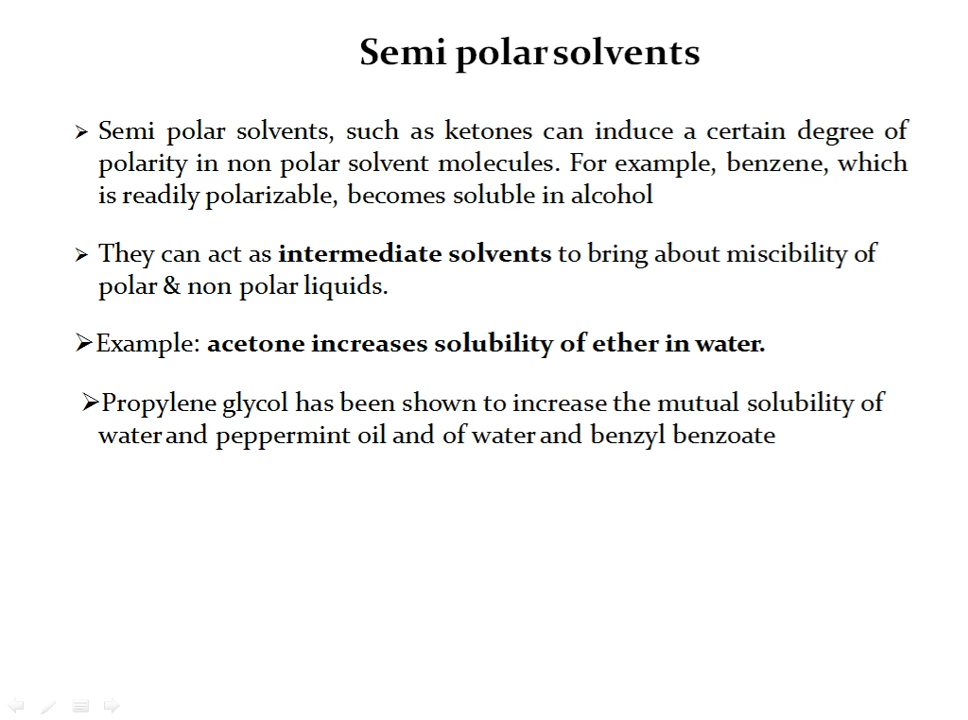 Semi polar solvents
➢ Semi polar solvents, such as ketones can induce a certain degree of
polarity in non polar solvent molecules. For example, benzene, which
is readily polarizable, becomes soluble in alcohol
➢ They can act as intermediate solvents to bring about miscibility of
polar & non polar liquids.
➢Example: acetone increases solubility of ether in water.
➢Propylene glycol has been shown to increase the mutual solubility of
water and peppermint oil and of water and benzyl benzoate